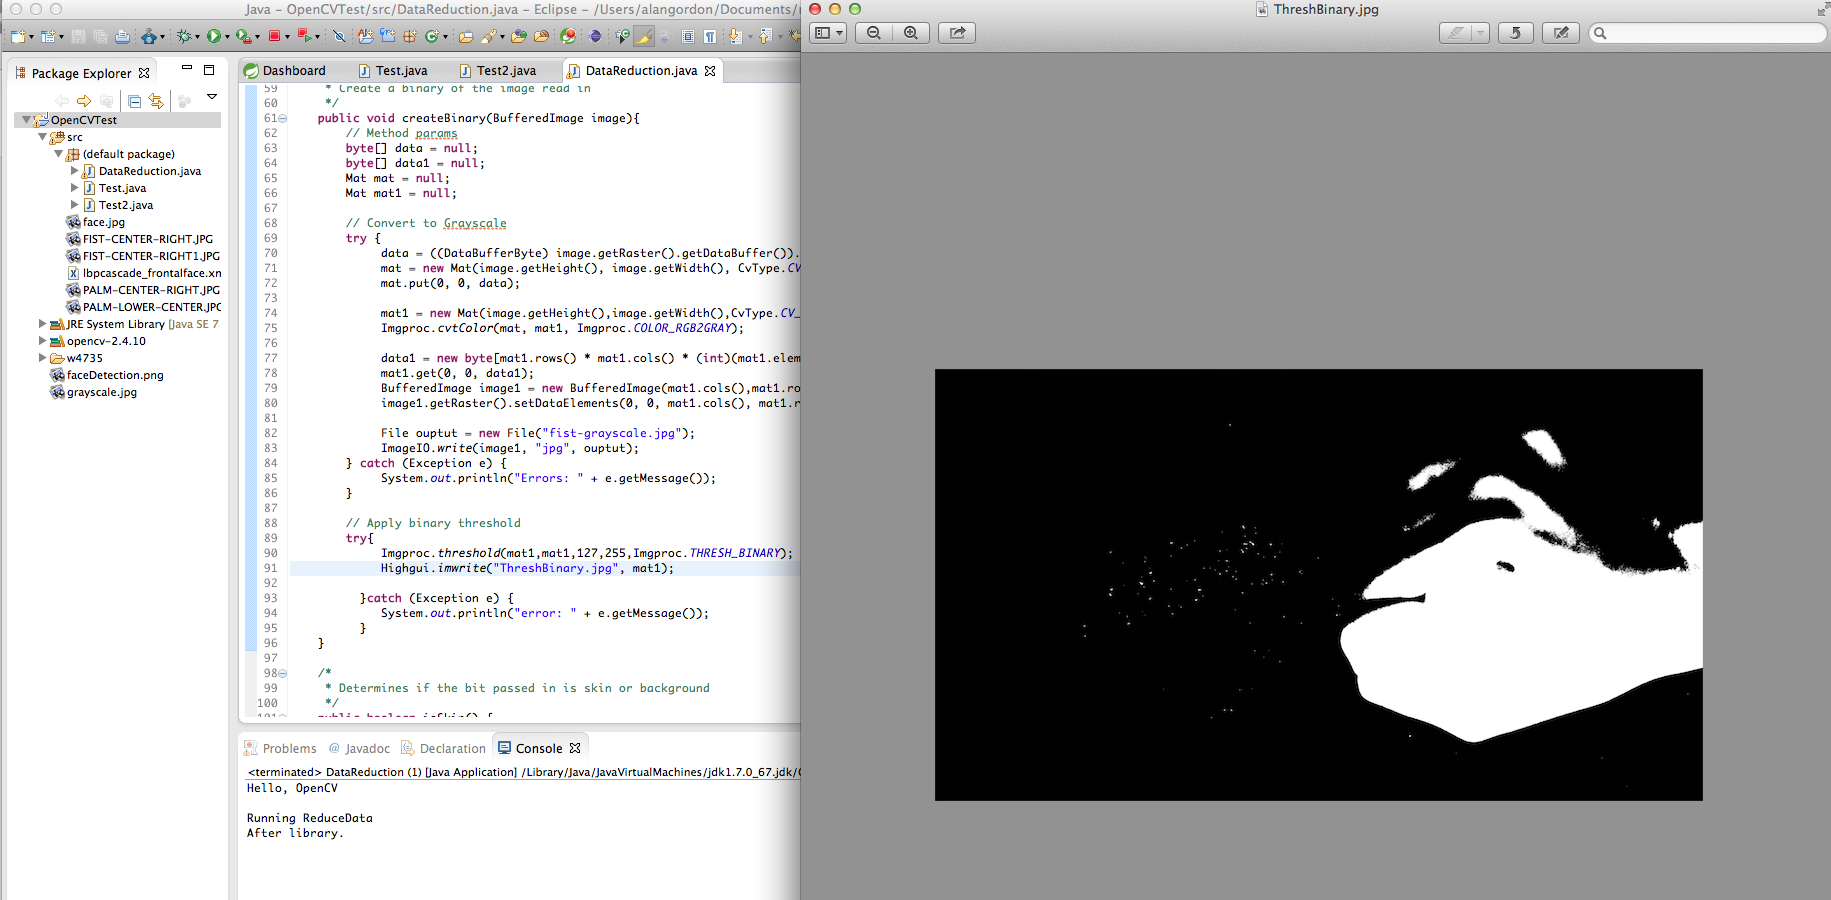 Java – OpenCVTest/src/DataReduction.java – Eclipse – /Users/alangordon/Documents/
ThreshBinary.jpg
Package Explorer
OpenCVTest
src
(default package)
DataReduction.java
Test.java
Test2.java
face.jpg
FIST-CENTER-RIGHT.JPG
FIST-CENTER-RIGHT1.JPG
lbpcascade_frontalface.xn
PALM-CENTER-RIGHT.JPG
PALM-LOWER-CENTER.JPG
JRE System Library [Java SE 7
opencv-2.4.10
w4735
faceDetection.png
grayscale.jpg
Dashboard Test.java Test2.java DataReduction.java
59 * Create a binary of the image read in
60 */
61 public void createBinary(BufferedImage image){
62 // Method params
63 byte[] data = null;
64 byte[] data1 = null;
65 Mat mat = null;
66 Mat mat1 = null;
67
68 // Convert to Grayscale
69 try {
70 data = ((DataBufferByte) image.getRaster().getDataBuffer()).
71 mat = new Mat(image.getHeight(), image.getWidth(), CvType.CV
72 mat.put(0, 0, data);
73
74 mat1 = new Mat(image.getHeight(),image.getWidth(),CvType.CV_
75 Imgproc.cvtColor(mat, mat1, Imgproc.COLOR_RGB2GRAY);
76
77 data1 = new byte[mat1.rows() * mat1.cols() * (int)(mat1.elem
78 mat1.get(0, 0, data1);
79 BufferedImage image1 = new BufferedImage(mat1.cols(),mat1.ro
80 image1.getRaster().setDataElements(0, 0, mat1.cols(), mat1.r
81
82 File ouptut = new File("fist-grayscale.jpg");
83 ImageIO.write(image1, "jpg", ouptut);
84 } catch (Exception e) {
85 System.out.println("Errors: " + e.getMessage());
86 }
87
88 // Apply binary threshold
89 try{
90 Imgproc.threshold(mat1,mat1,127,255,Imgproc.THRESH_BINARY);
91 Highgui.imwrite("ThreshBinary.jpg", mat1);
92
93 }catch (Exception e) {
94 System.out.println("error: " + e.getMessage());
95 }
96 }
97
98 /*
99 * Determines if the bit passed in is skin or background
100 */
101 public boolean isSkin() {
Problems Javadoc Declaration Console
<terminated> DataReduction (1) [Java Application] /Library/Java/JavaVirtualMachines/jdk1.7.0_67.jdk/
Hello, OpenCV

Running ReduceData
After library.